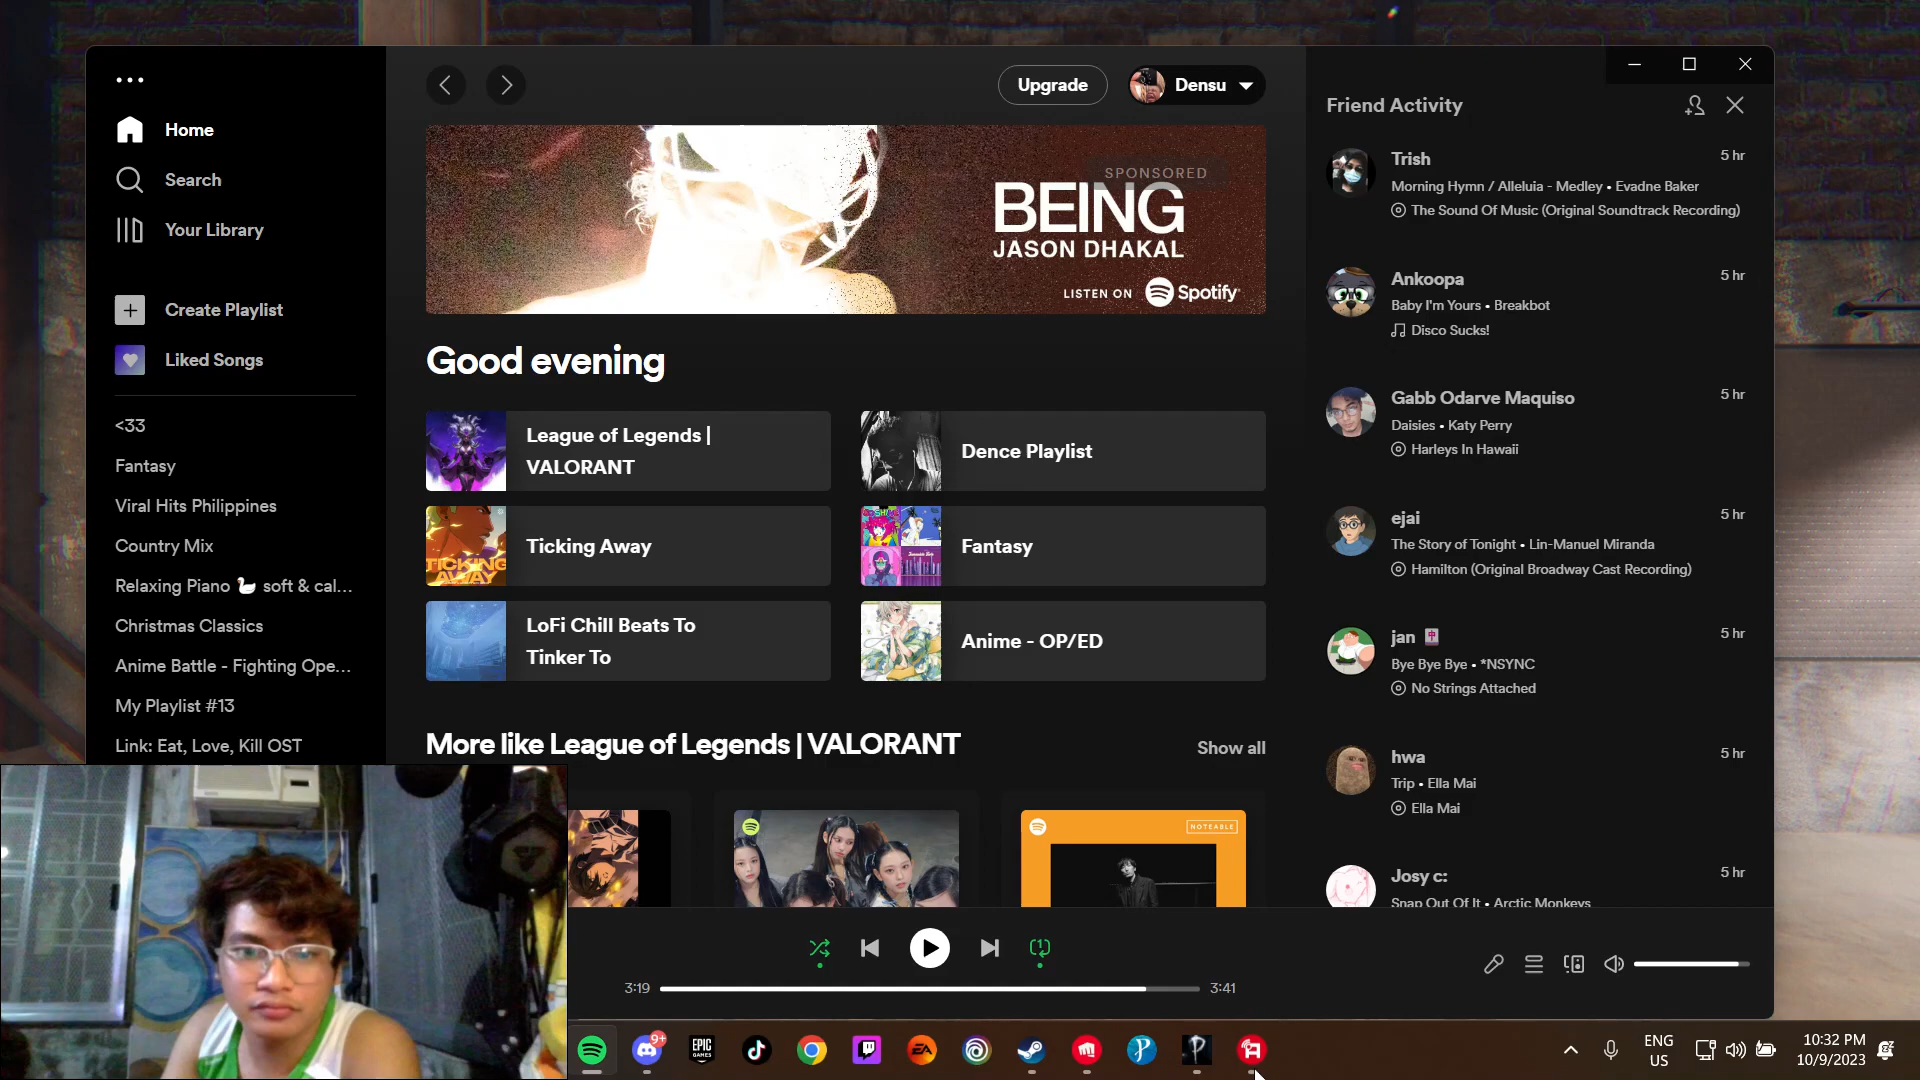 Home
Search
Your Library
Create Playlist
Liked Songs
<33
Fantasy
Viral Hits Philippines
Country Mix
Relaxing Piano 🦢 soft & cal...
Christmas Classics
Anime Battle - Fighting Ope...
My Playlist #13
Link: Eat, Love, Kill OST
Upgrade
Densu
SPONSORED
BEING
JASON DHAKAL
LISTEN ON Spotify
Good evening
League of Legends |
VALORANT
Dence Playlist
TICKING
AWAY
Ticking Away
Fantasy
LoFi Chill Beats To
Tinker To
Anime - OP/ED
More like League of Legends | VALORANT
Show all
NOTEABLE
3:19
3:41
Friend Activity
Trish
5 hr
Morning Hymn / Alleluia - Medley • Evadne Baker
The Sound Of Music (Original Soundtrack Recording)
Ankoopa
5 hr
Baby I'm Yours • Breakbot
Disco Sucks!
Gabb Odarve Maquiso
5 hr
Daisies • Katy Perry
Harleys In Hawaii
ejai
5 hr
The Story of Tonight • Lin-Manuel Miranda
Hamilton (Original Broadway Cast Recording)
jan 🀄
5 hr
Bye Bye Bye • *NSYNC
No Strings Attached
hwa
5 hr
Trip • Ella Mai
Ella Mai
Josy c:
5 hr
Snap Out Of It • Arctic Monkeys
9+
EPIC
GAMES
EA
ENG
US
10:32 PM
10/9/2023